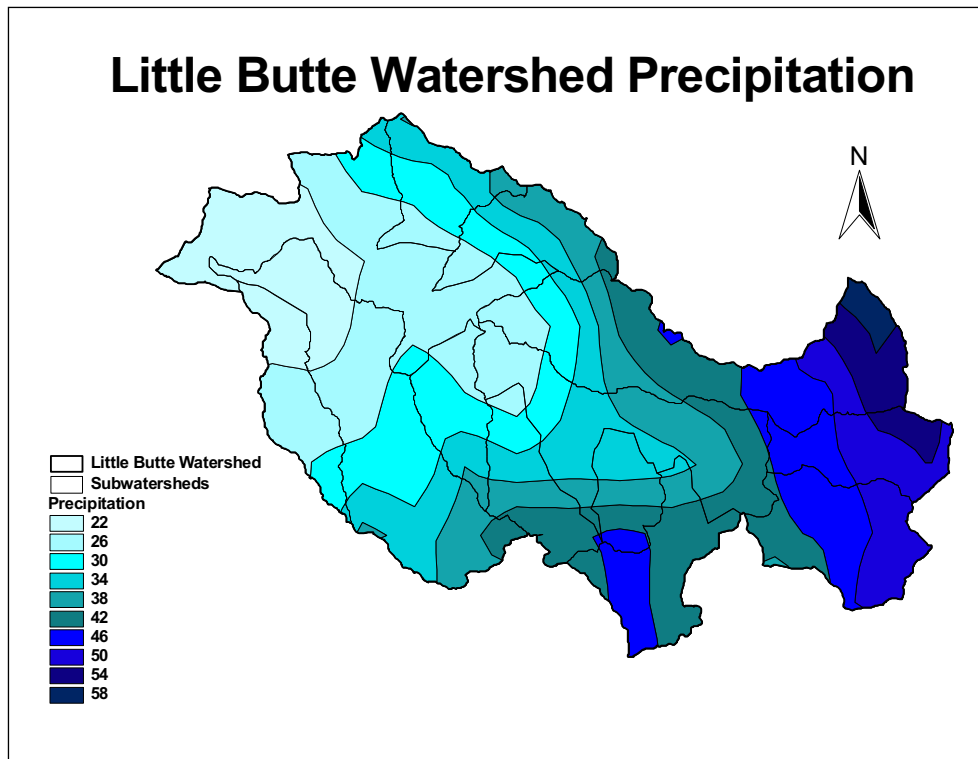 Little Butte Watershed Precipitation
N
Little Butte Watershed
Subwatersheds
Precipitation
22
26
30
34
38
42
46
50
54
58